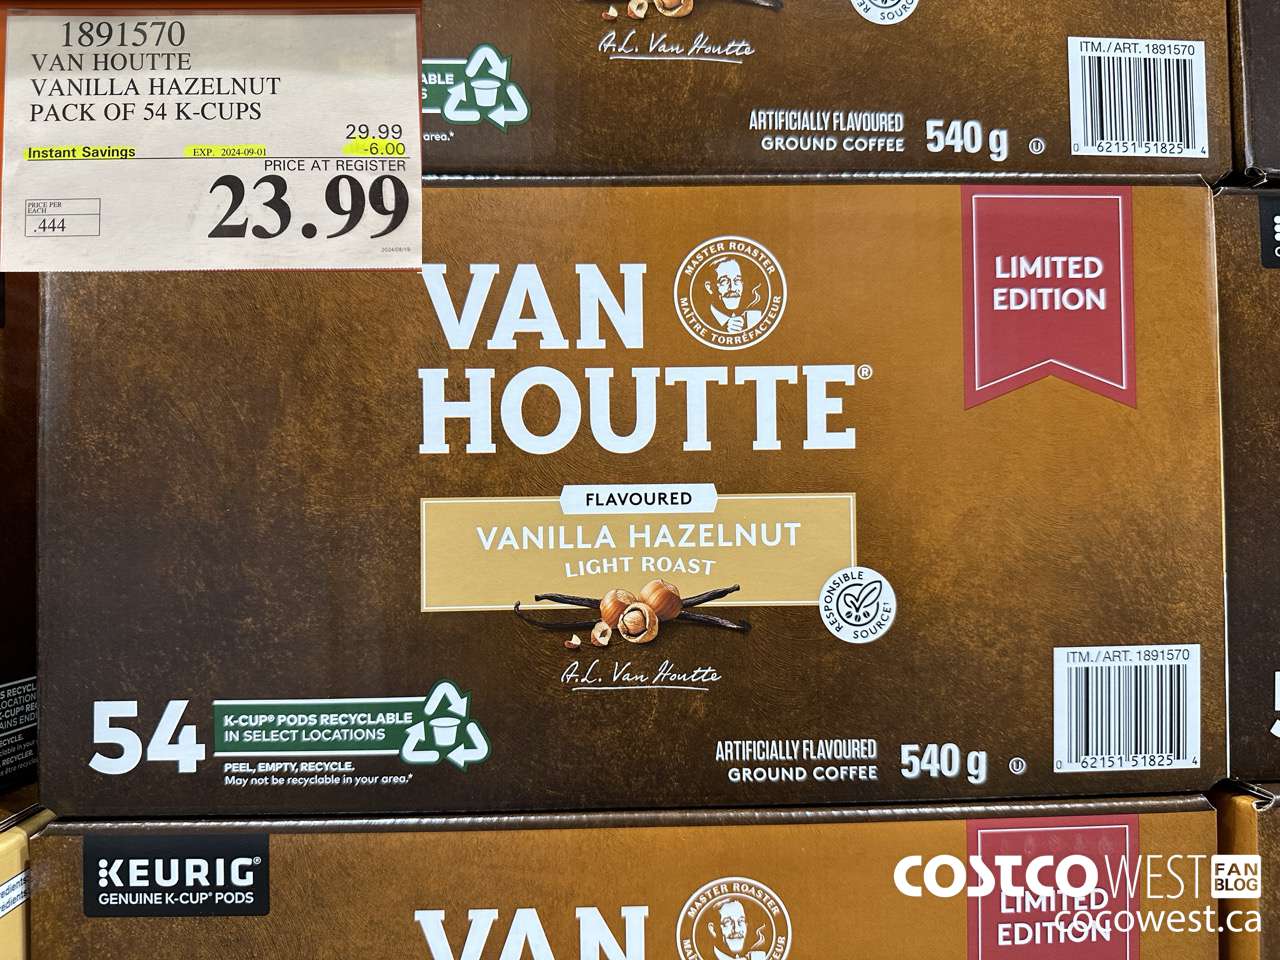 1891570
VAN HOUTTE
VANILLA HAZELNUT
PACK OF 54 K-CUPS
29.99
Instant Savings EXP. 2024-09-01 -6.00
PRICE AT REGISTER
23.99
PRICE PER
EACH
.444
A.L. Van Houtte
SOURC
ABLE
S
area.*
ARTIFICIALLY FLAVOURED
GROUND COFFEE
540 g
U
ITM./ART. 1891570
0 62151 51825 4
VAN
HOUTTE®
MASTER ROASTER
MAÎTRE TORRÉFACTEUR
LIMITED
EDITION
FLAVOURED
VANILLA HAZELNUT
LIGHT ROAST
RESPONSIBLE
SOURCE
A.L. Van Houtte
54
K-CUP® PODS RECYCLABLE
IN SELECT LOCATIONS
PEEL, EMPTY, RECYCLE.
May not be recyclable in your area.*
ARTIFICIALLY FLAVOURED
GROUND COFFEE
540 g
U
ITM./ART. 1891570
0 62151 51825 4
KEURIG®
GENUINE K-CUP® PODS
VAN
MASTER ROASTER
LIMITED
EDITION
COSTCO WEST FAN BLOG
cocowest.ca